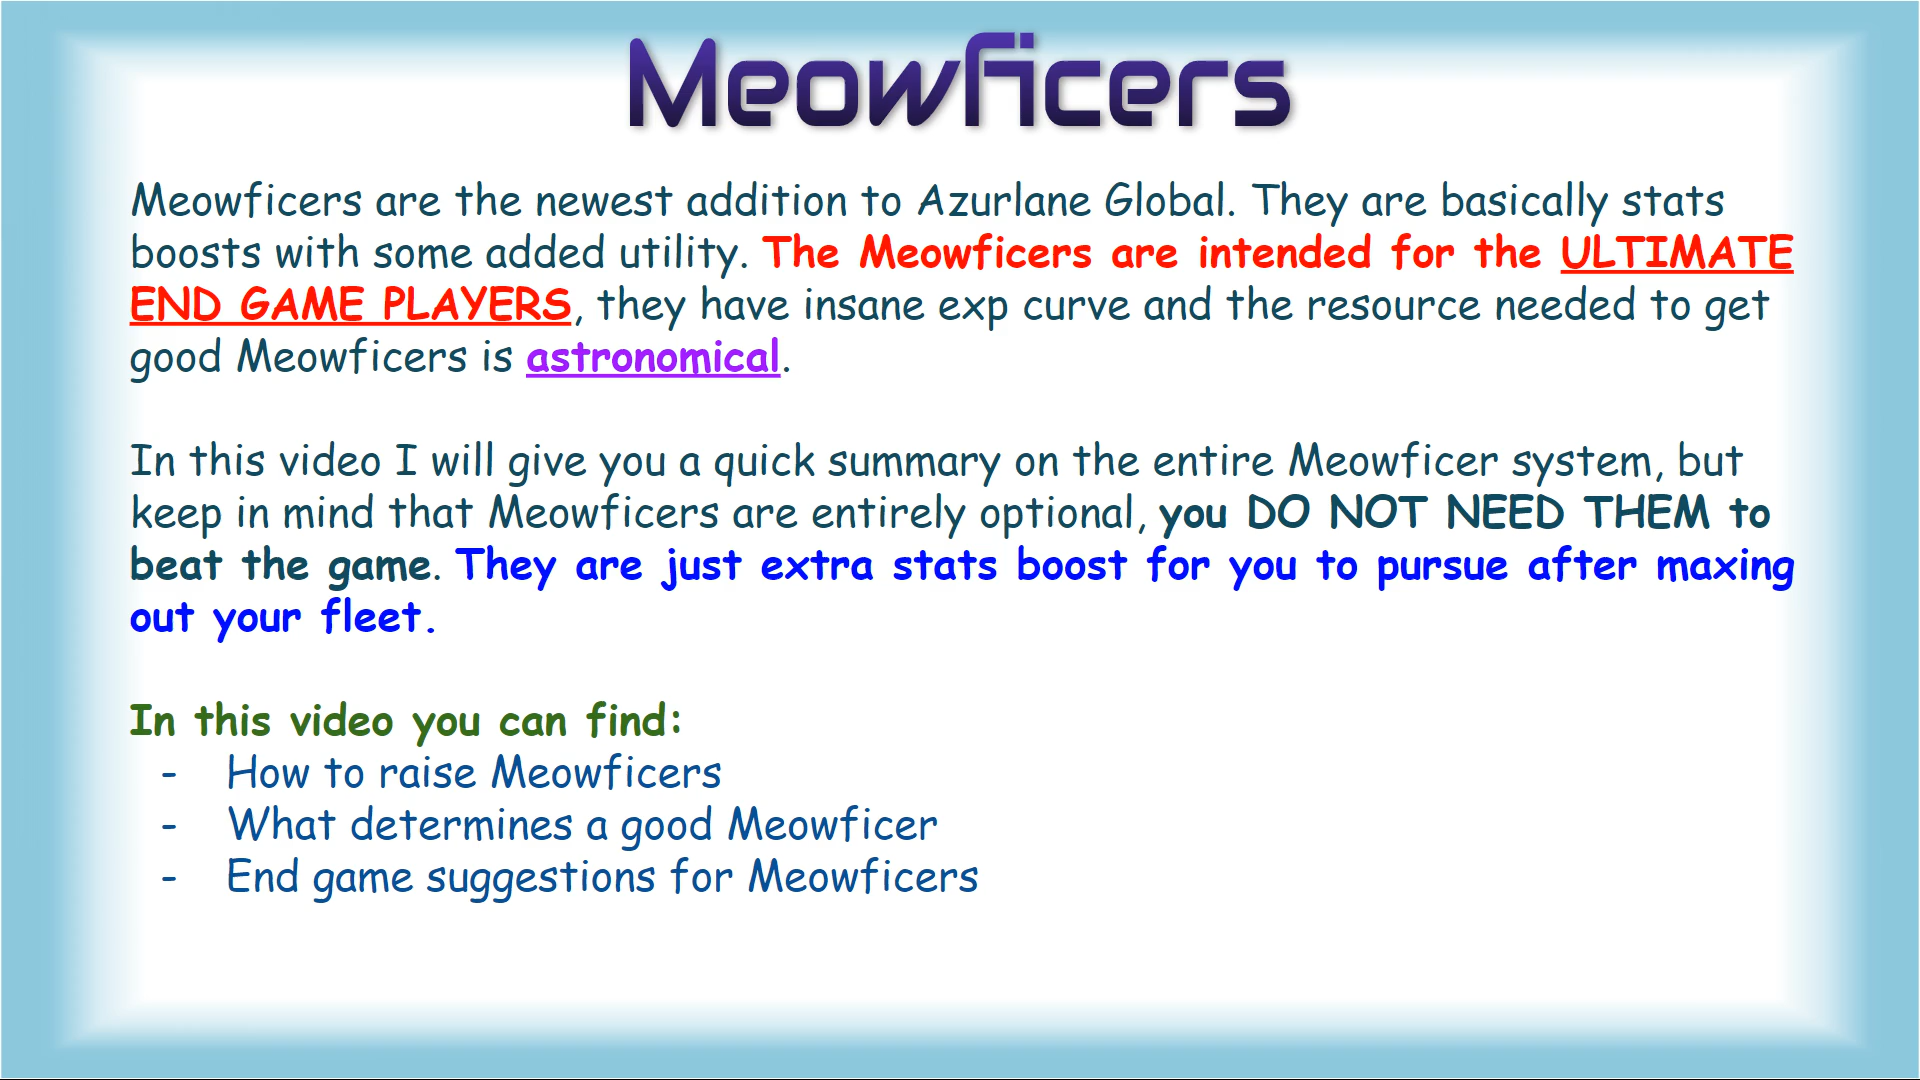 Meowficers
Meowficers are the newest addition to Azurlane Global. They are basically stats
boosts with some added utility. The Meowficers are intended for the ULTIMATE
END GAME PLAYERS, they have insane exp curve and the resource needed to get
good Meowficers is astronomical.
In this video I will give you a quick summary on the entire Meowficer system, but
keep in mind that Meowficers are entirely optional, you DO NOT NEED THEM to
beat the game. They are just extra stats boost for you to pursue after maxing
out your fleet.
In this video you can find:
- How to raise Meowficers
- What determines a good Meowficer
- End game suggestions for Meowficers